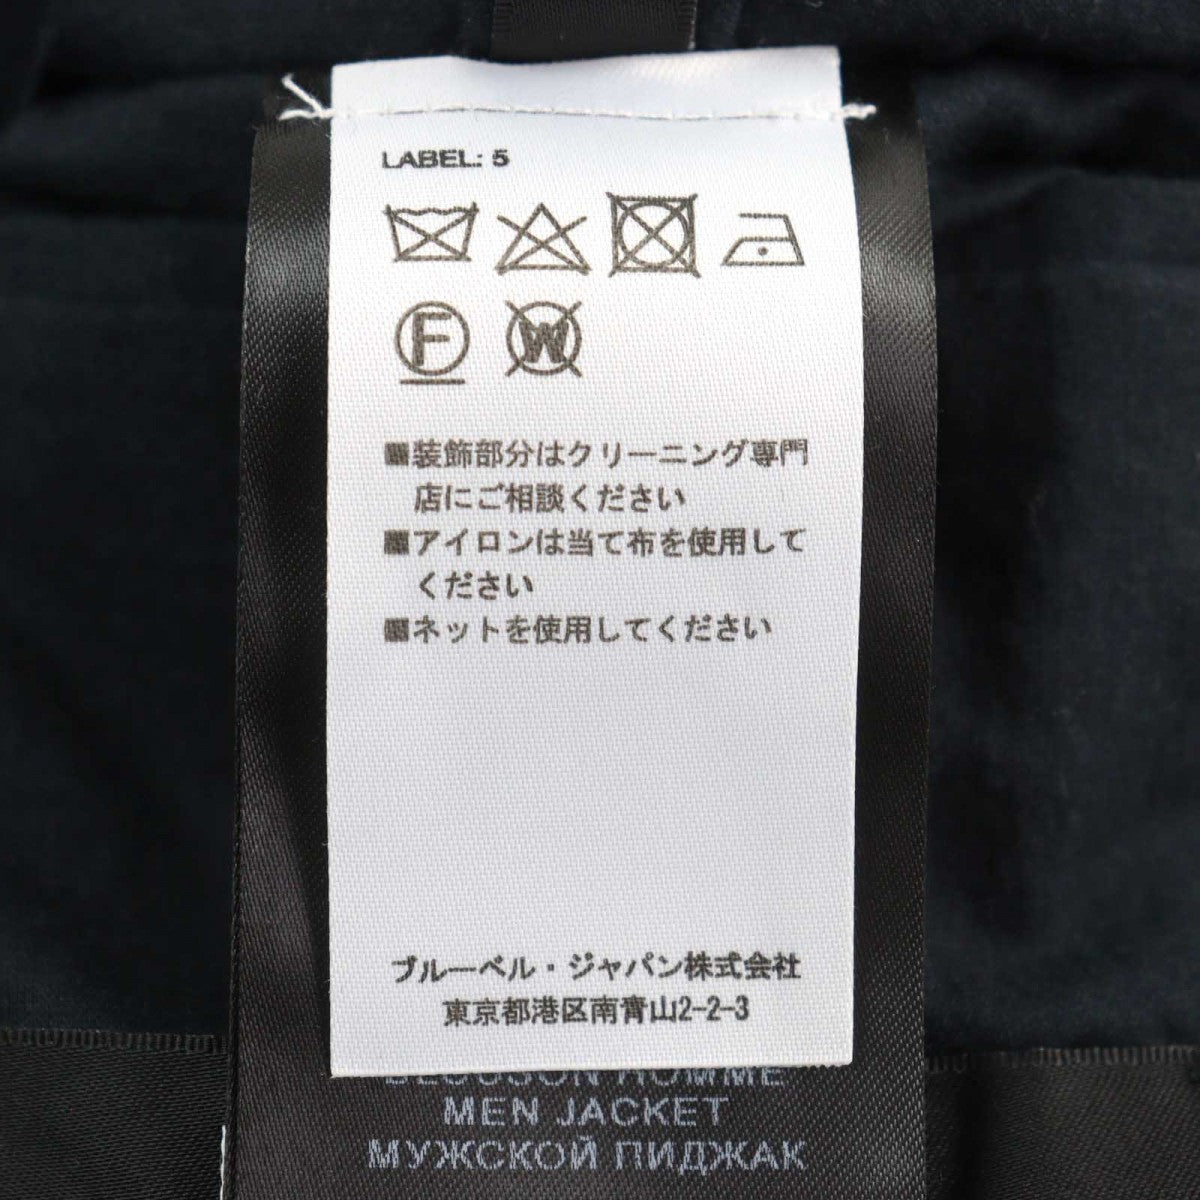 LABEL: 5
F W
■装飾部分はクリーニング専門
店にご相談ください
■アイロンは当て布を使用して
ください
■ネットを使用してください
ブルーベル・ジャパン株式会社
東京都港区南青山2-2-3
BLOUSON HOMME
MEN JACKET
МУЖСКОЙ ПИДЖАК